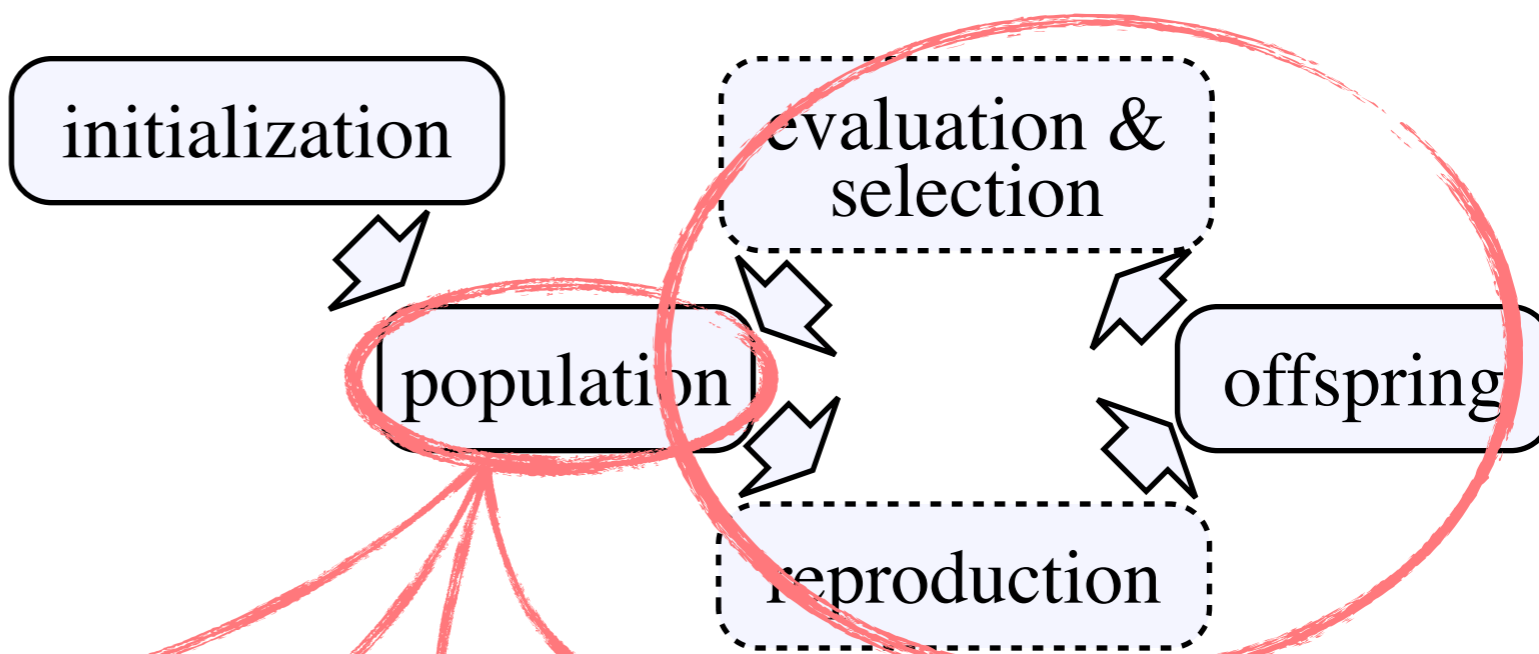 initialization
evaluation &
selection
population
offspring
reproduction